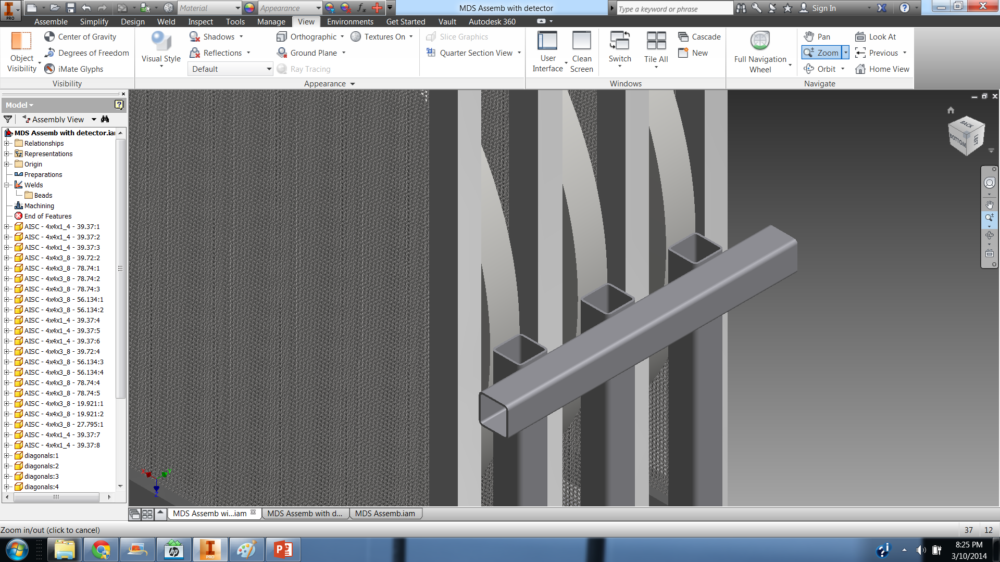 Material
Appearance
MDS Assemb with detector
Type a keyword or phrase
Sign In
PRO
Assemble Simplify Design Weld Inspect Tools Manage View Environments Get Started Vault Autodesk 360
Object Visibility
Center of Gravity
Degrees of Freedom
iMate Glyphs
Visibility
Visual Style
Shadows
Reflections
Default
Orthographic
Ground Plane
Ray Tracing
Textures On
Slice Graphics
Quarter Section View
Appearance
User Interface
Clean Screen
Switch
Tile All
Cascade
New
Windows
Full Navigation Wheel
Pan
Zoom
Orbit
Look At
Previous
Home View
Navigate
Model
Assembly View
MDS Assemb with detector.ia
Relationships
Representations
Origin
Preparations
Welds
Beads
Machining
End of Features
AISC - 4x4x1_4 - 39.37:1
AISC - 4x4x1_4 - 39.37:2
AISC - 4x4x1_4 - 39.37:3
AISC - 4x4x3_8 - 39.72:2
AISC - 4x4x3_8 - 78.74:1
AISC - 4x4x3_8 - 78.74:2
AISC - 4x4x3_8 - 78.74:3
AISC - 4x4x3_8 - 56.134:1
AISC - 4x4x3_8 - 56.134:2
AISC - 4x4x1_4 - 39.37:4
AISC - 4x4x1_4 - 39.37:5
AISC - 4x4x1_4 - 39.37:6
AISC - 4x4x3_8 - 39.72:4
AISC - 4x4x3_8 - 56.134:3
AISC - 4x4x3_8 - 56.134:4
AISC - 4x4x3_8 - 78.74:4
AISC - 4x4x3_8 - 78.74:5
AISC - 4x4x3_8 - 19.921:1
AISC - 4x4x3_8 - 19.921:2
AISC - 4x4x3_8 - 27.795:1
AISC - 4x4x1_4 - 39.37:7
AISC - 4x4x1_4 - 39.37:8
diagonals:1
diagonals:2
diagonals:3
diagonals:4
BACK
BOTTOM
LEFT
X
Y
Z
MDS Assemb wi...iam
MDS Assemb with d...
MDS Assemb.iam
Zoom in/out (click to cancel)
37 12
hp
PRO
8:25 PM
3/10/2014